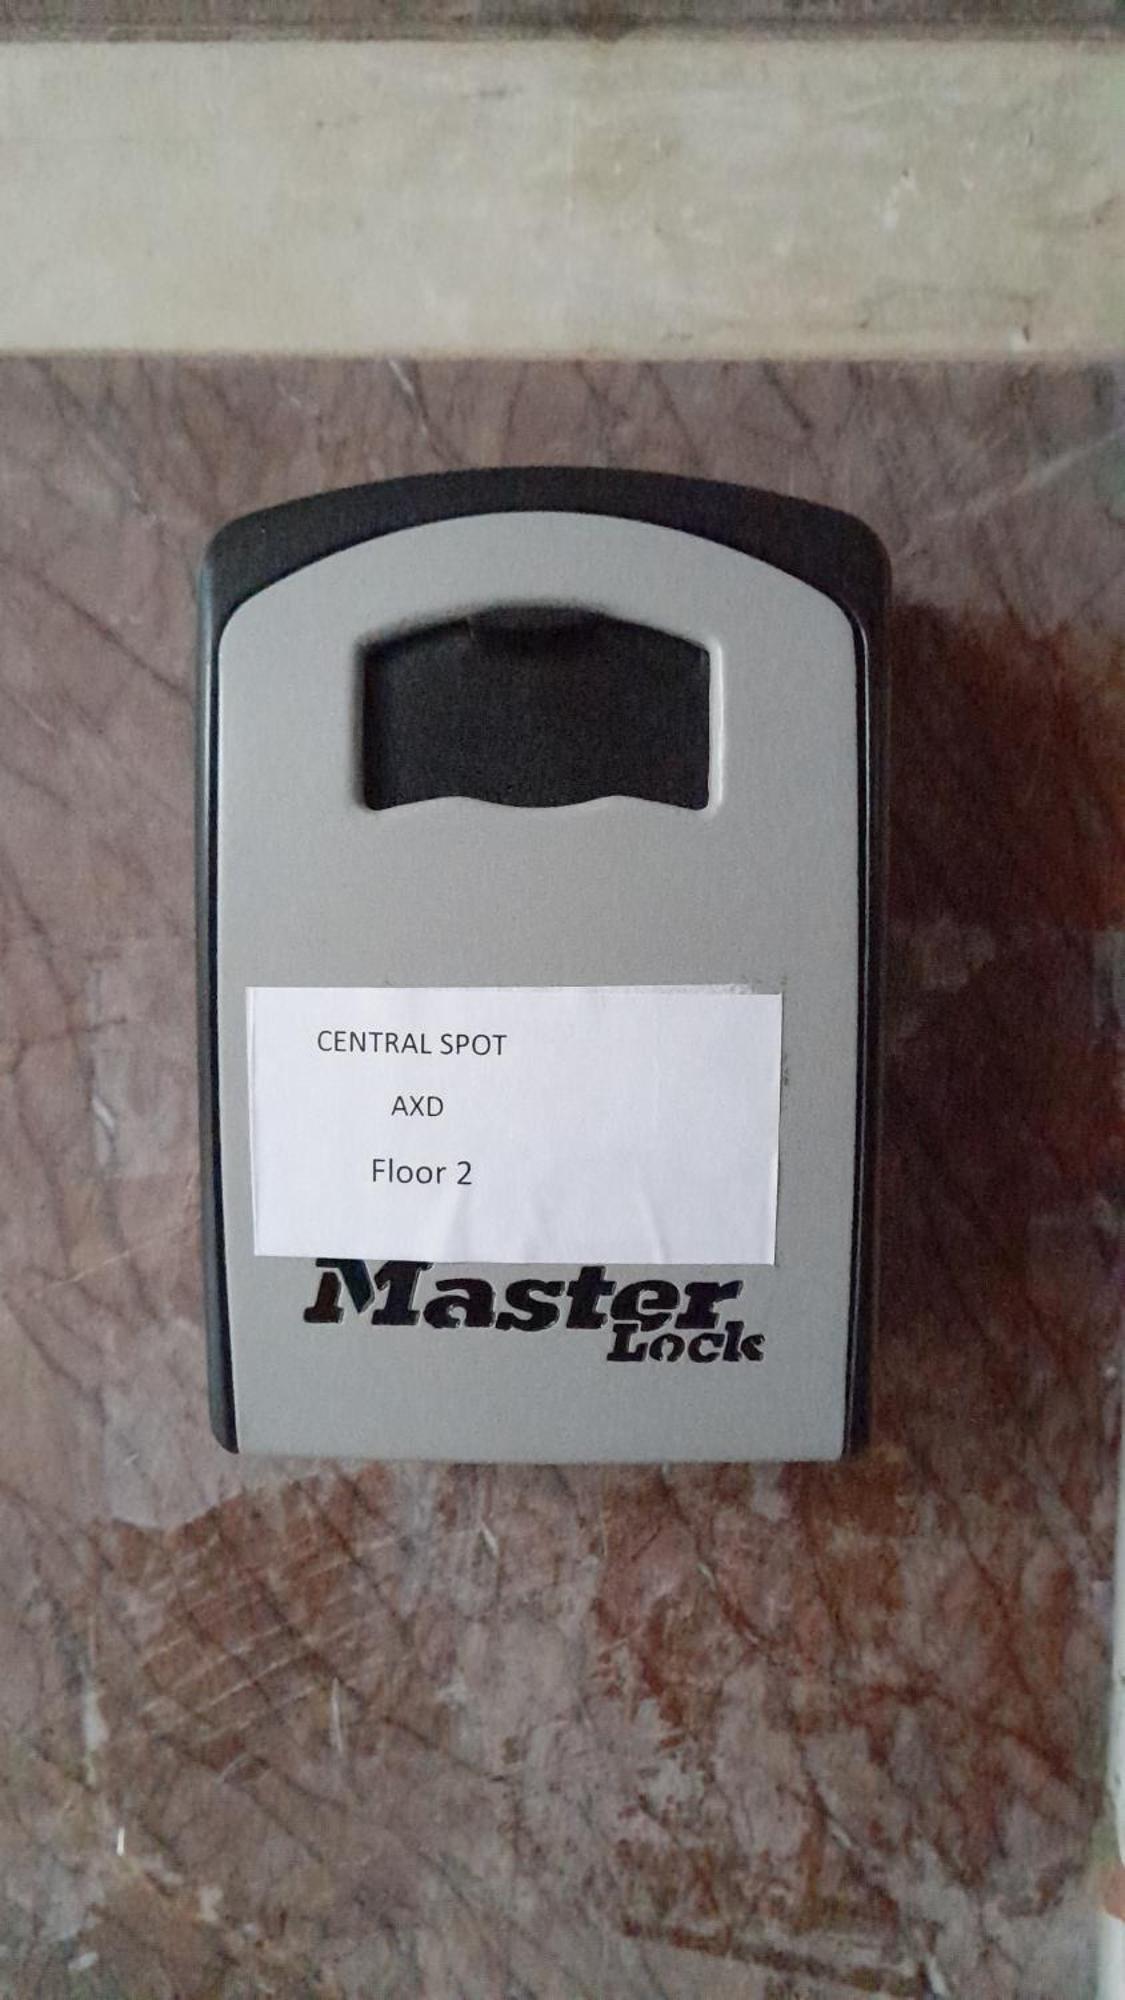 CENTRAL SPOT
AXD
Floor 2
Master
Lock